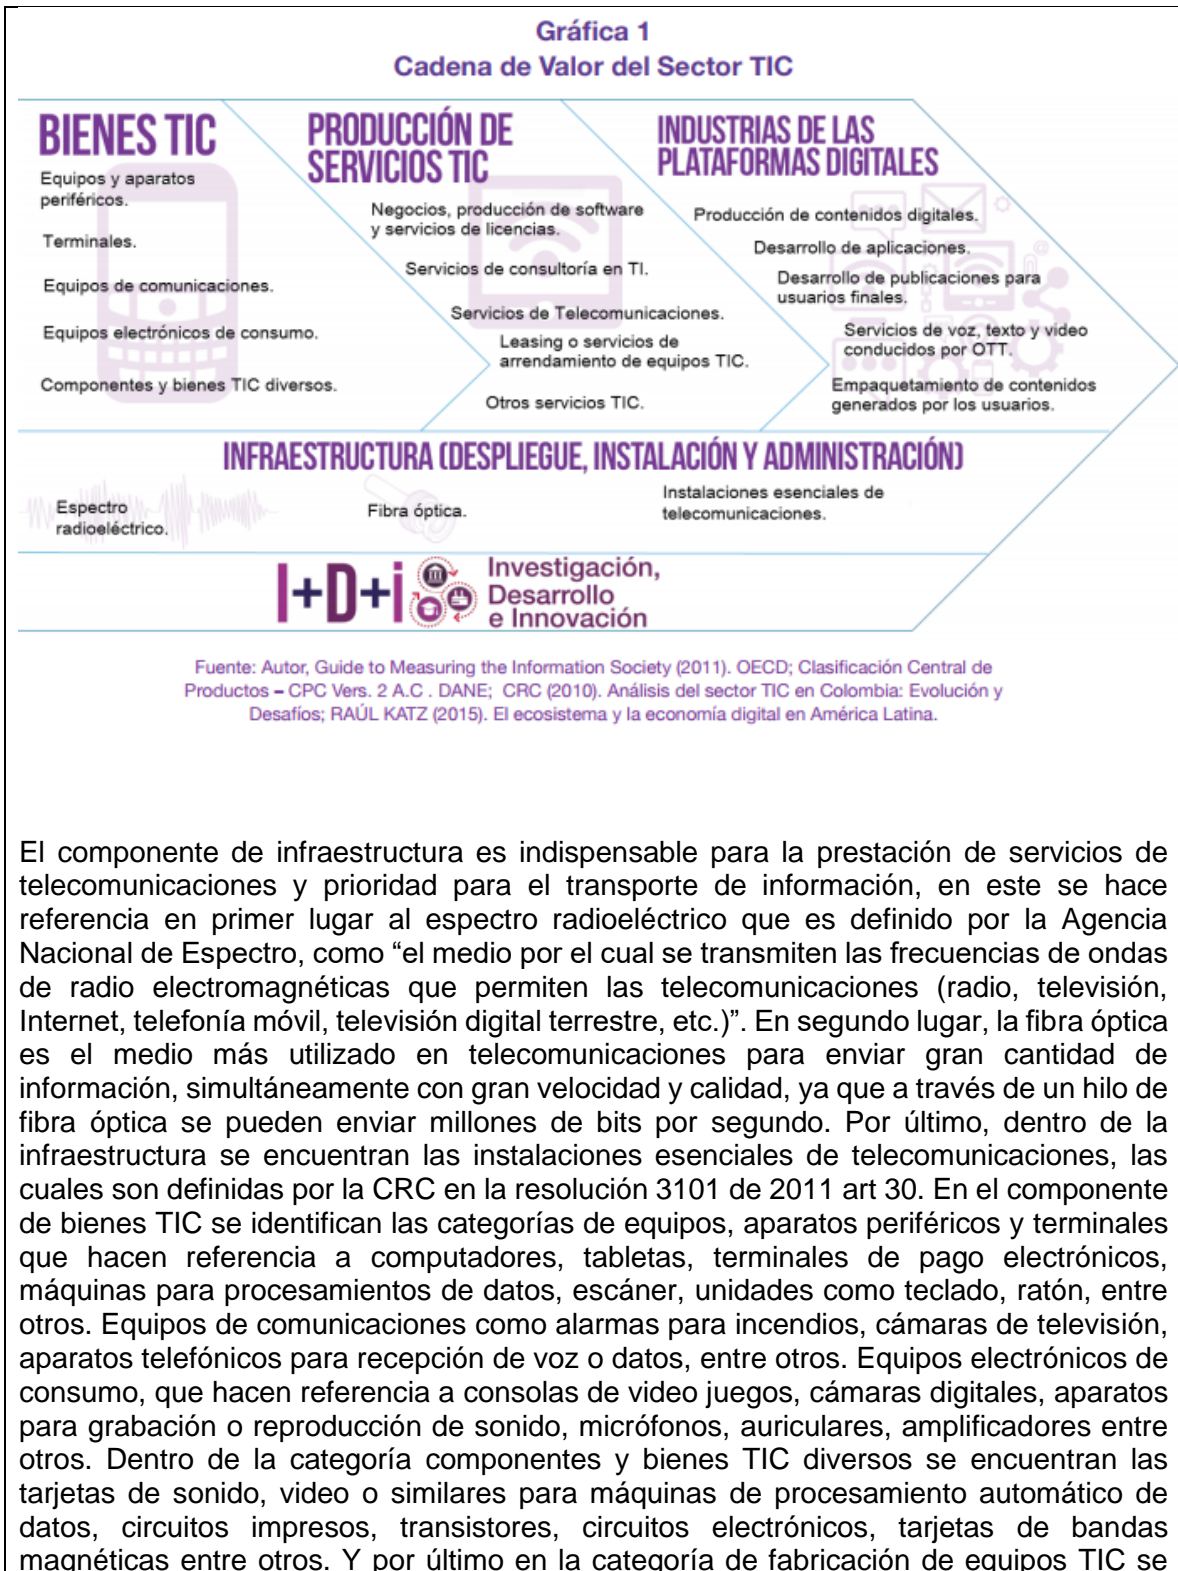 Gráfica 1
Cadena de Valor del Sector TIC
BIENES TIC
Equipos y aparatos
periféricos.
Terminales.
Equipos de comunicaciones.
Equipos electrónicos de consumo.
Componentes y bienes TIC diversos.
PRODUCCIÓN DE
SERVICIOS TIC
Negocios, producción de software
y servicios de licencias.
Servicios de consultoría en TI.
Servicios de Telecomunicaciones.
Leasing o servicios de
arrendamiento de equipos TIC.
Otros servicios TIC.
INDUSTRIAS DE LAS
PLATAFORMAS DIGITALES
Producción de contenidos digitales.
Desarrollo de aplicaciones.
Desarrollo de publicaciones para
usuarios finales.
Servicios de voz, texto y video
conducidos por OTT.
Empaquetamiento de contenidos
generados por los usuarios.
INFRAESTRUCTURA (DESPLIEGUE, INSTALACIÓN Y ADMINISTRACIÓN)
Espectro
radioeléctrico.
Fibra óptica.
Instalaciones esenciales de
telecomunicaciones.
I+D+i
Investigación,
Desarrollo
e Innovación
Fuente: Autor, Guide to Measuring the Information Society (2011). OECD; Clasificación Central de
Productos – CPC Vers. 2 A.C . DANE; CRC (2010). Análisis del sector TIC en Colombia: Evolución y
Desafíos; RAÚL KATZ (2015). El ecosistema y la economía digital en América Latina.
El componente de infraestructura es indispensable para la prestación de servicios de
telecomunicaciones y prioridad para el transporte de información, en este se hace
referencia en primer lugar al espectro radioeléctrico que es definido por la Agencia
Nacional de Espectro, como “el medio por el cual se transmiten las frecuencias de ondas
de radio electromagnéticas que permiten las telecomunicaciones (radio, televisión,
Internet, telefonía móvil, televisión digital terrestre, etc.)”. En segundo lugar, la fibra óptica
es el medio más utilizado en telecomunicaciones para enviar gran cantidad de
información, simultáneamente con gran velocidad y calidad, ya que a través de un hilo de
fibra óptica se pueden enviar millones de bits por segundo. Por último, dentro de la
infraestructura se encuentran las instalaciones esenciales de telecomunicaciones, las
cuales son definidas por la CRC en la resolución 3101 de 2011 art 30. En el componente
de bienes TIC se identifican las categorías de equipos, aparatos periféricos y terminales
que hacen referencia a computadores, tabletas, terminales de pago electrónicos,
máquinas para procesamientos de datos, escáner, unidades como teclado, ratón, entre
otros. Equipos de comunicaciones como alarmas para incendios, cámaras de televisión,
aparatos telefónicos para recepción de voz o datos, entre otros. Equipos electrónicos de
consumo, que hacen referencia a consolas de video juegos, cámaras digitales, aparatos
para grabación o reproducción de sonido, micrófonos, auriculares, amplificadores entre
otros. Dentro de la categoría componentes y bienes TIC diversos se encuentran las
tarjetas de sonido, video o similares para máquinas de procesamiento automático de
datos, circuitos impresos, transistores, circuitos electrónicos, tarjetas de bandas
magnéticas entre otros. Y por último en la categoría de fabricación de equipos TIC se